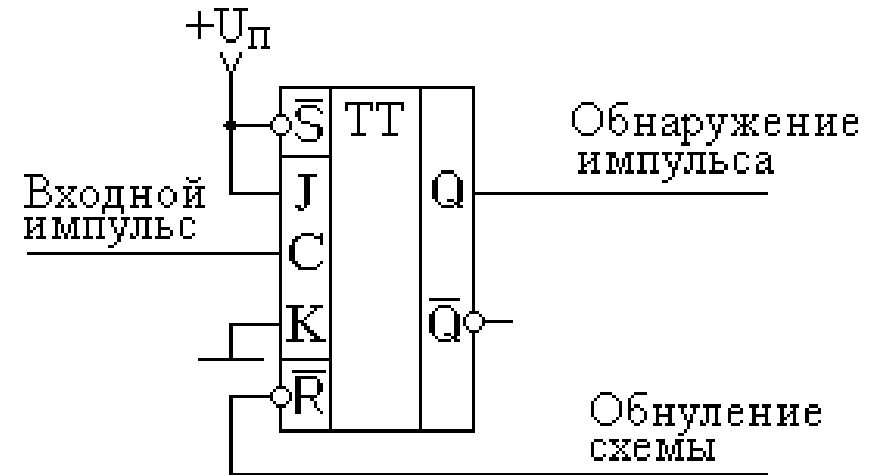 +Uп
S̅ TT
Обнаружение
импульса
Входной
импульс
J Q
C
K Q̅
R̅
Обнуление
схемы